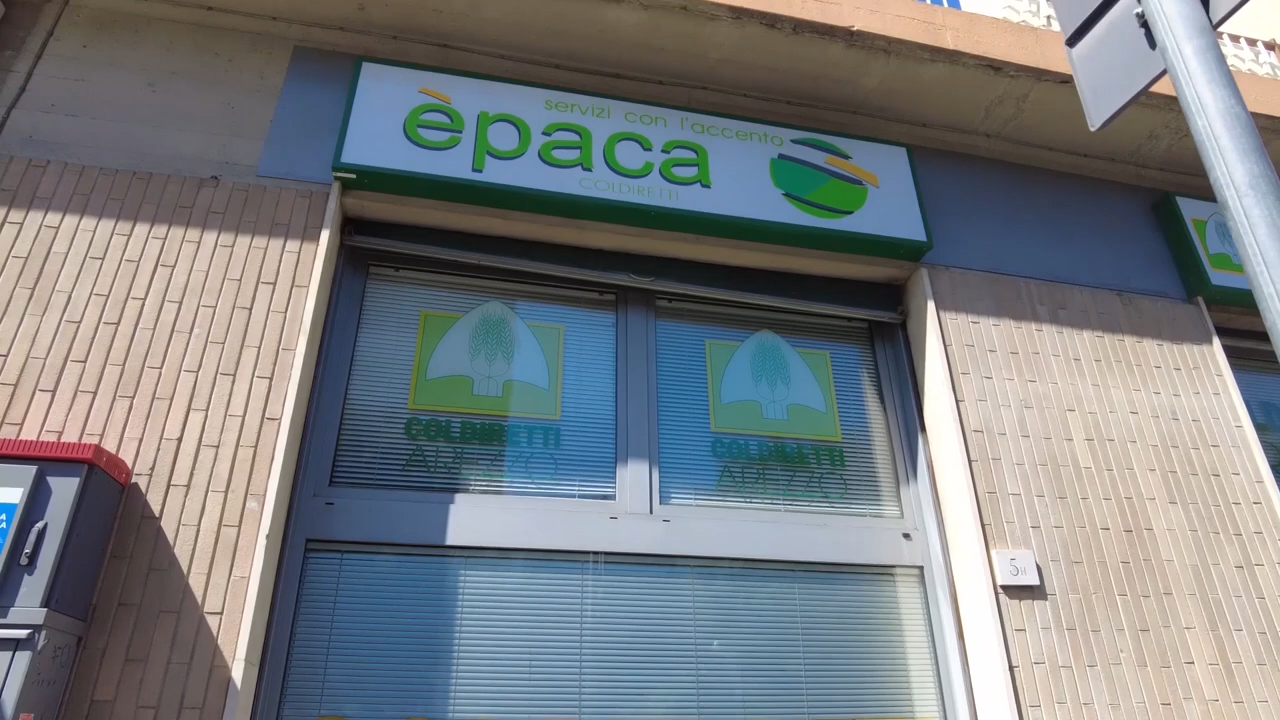 servizi con l'accento
èpaca
COLDIRETTI
COLDIRETTI
AREZZO
COLDIRETTI
AREZZO
5H